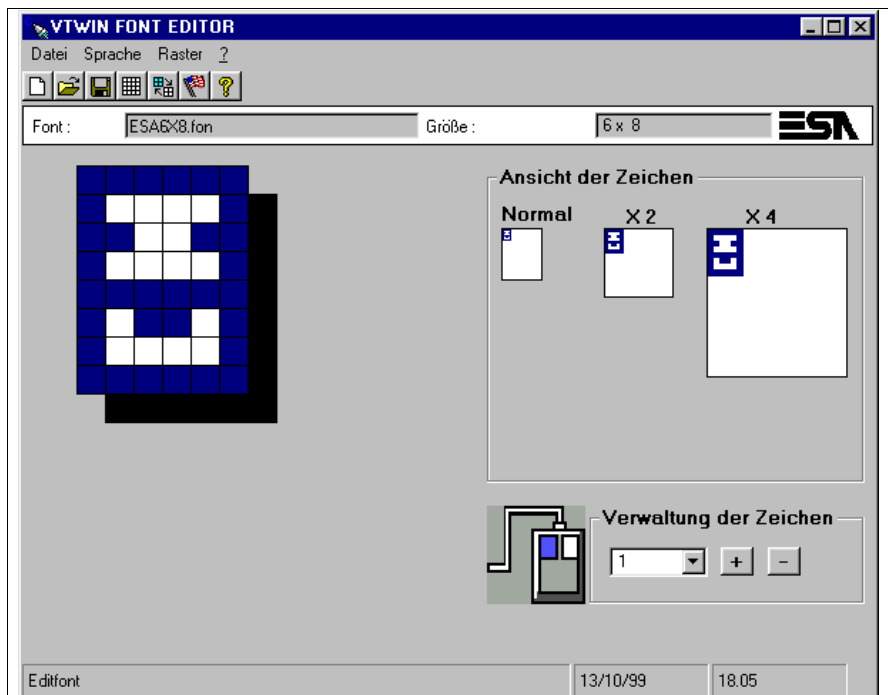 VTWIN FONT EDITOR
Datei Sprache Raster ?
Font : ESA6X8.fon Größe : 6 x 8 ESA
Ansicht der Zeichen
Normal X 2 X 4
Verwaltung der Zeichen
1 + -
Editfont 13/10/99 18.05